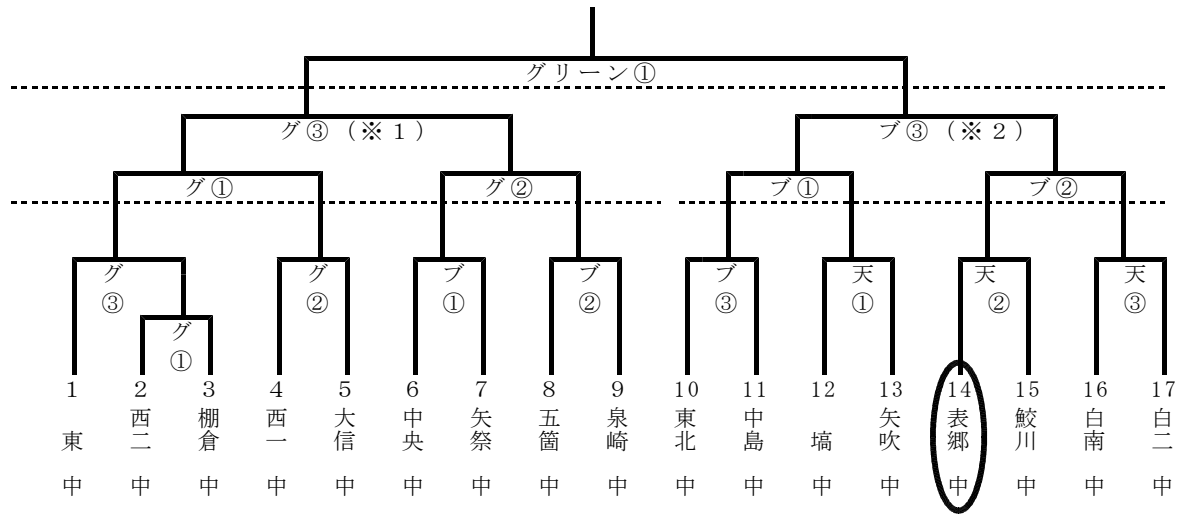 グリーン①
グ③（※１） ブ③（※２）
グ① グ② ブ① ブ②
グ③ グ② ブ① ブ② ブ③ 天① 天② 天③
グ①
1 2 3 4 5 6 7 8 9 10 11 12 13 14 15 16 17
東中 西二中 棚倉中 西一中 大信中 中央中 矢祭中 五箇中 泉崎中 東北中 中島中 塙中 矢吹中 表郷中 鮫川中 白南中 白二中